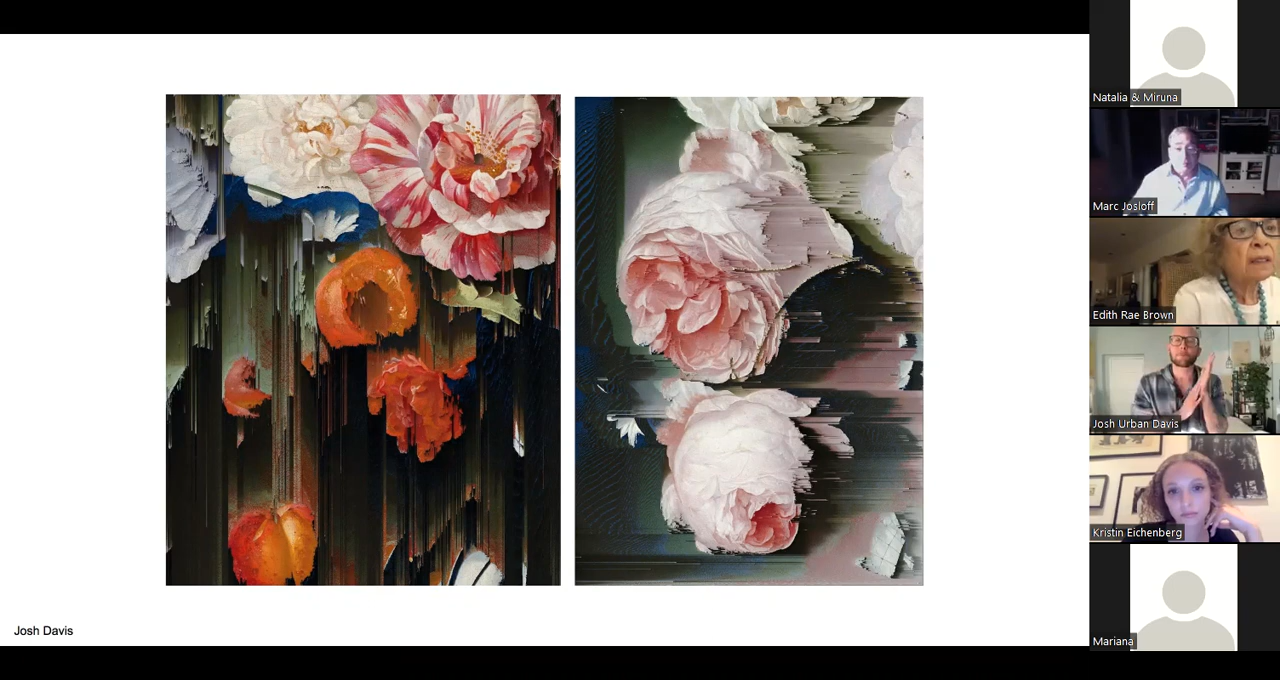 Josh Davis
Natalia & Miruna
Marc Josloff
Edith Rae Brown
Josh Urban Davis
Kristin Eichenberg
Mariana